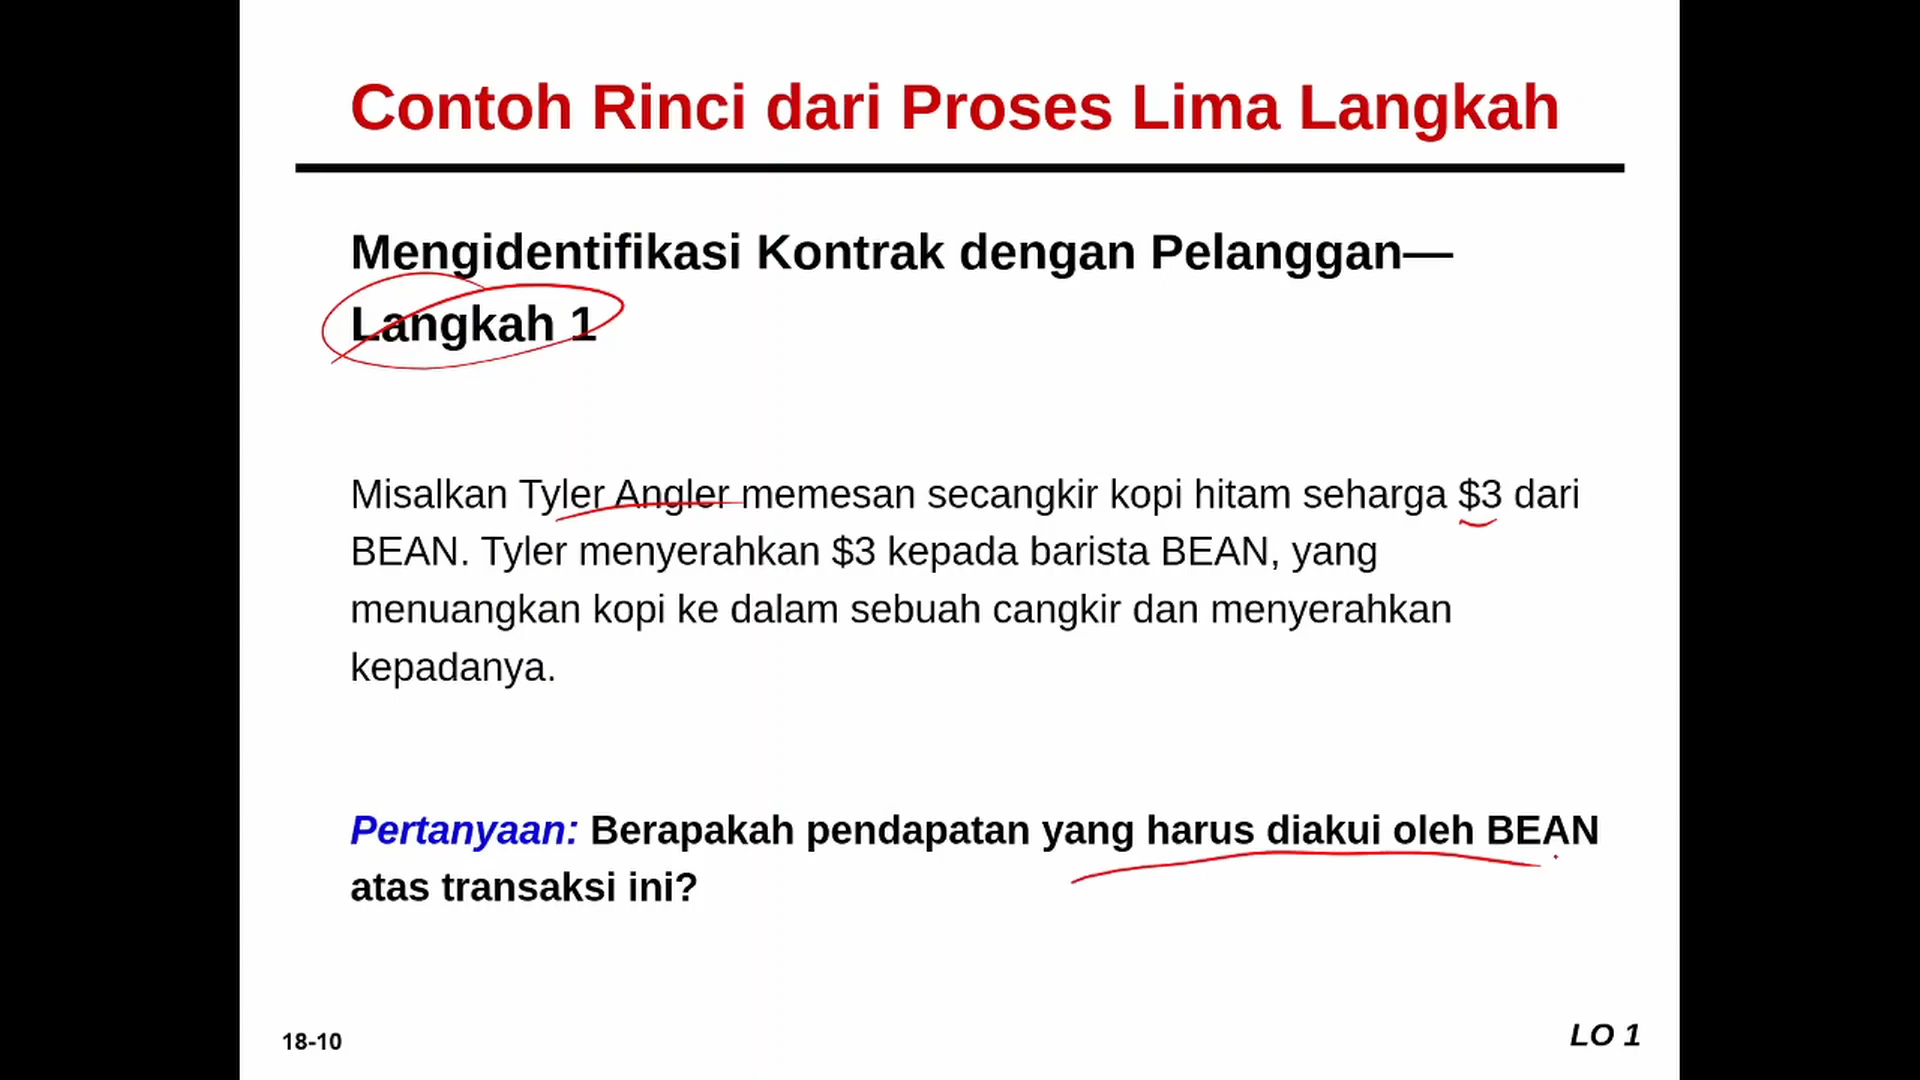 Contoh Rinci dari Proses Lima Langkah
Mengidentifikasi Kontrak dengan Pelanggan—
Langkah 1
Misalkan Tyler Angler memesan secangkir kopi hitam seharga $3 dari
BEAN. Tyler menyerahkan $3 kepada barista BEAN, yang
menuangkan kopi ke dalam sebuah cangkir dan menyerahkan
kepadanya.
Pertanyaan: Berapakah pendapatan yang harus diakui oleh BEAN
atas transaksi ini?
18-10
LO 1